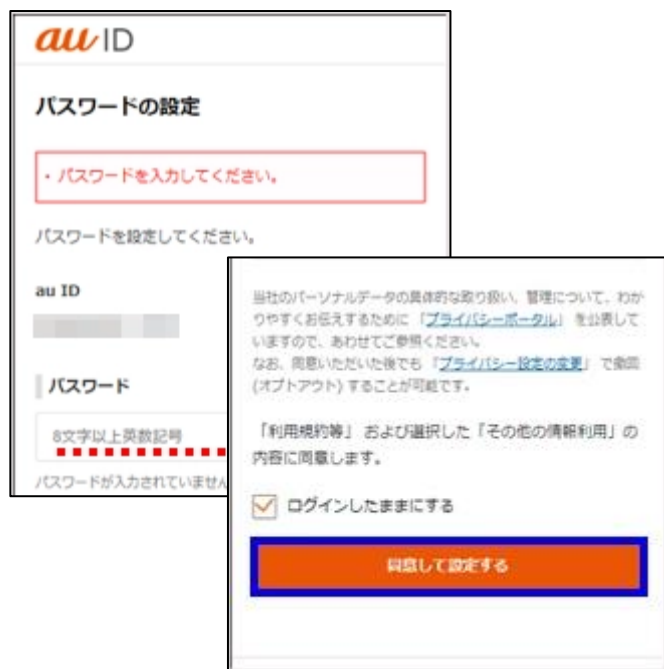 au ID
パスワードの設定
・パスワードを入力してください。
パスワードを設定してください。
au ID
パスワード
8文字以上英数記号
パスワードが入力されていません
当社のパーソナルデータの具体的な取り扱い、管理について、わか
りやすくお伝えするために「プライバシーポータル」を公表して
いますので、あわせてご参照ください。
なお、同意いただいた後でも「プライバシー設定の変更」で撤回
(オプトアウト)することが可能です。
「利用規約等」および選択した「その他の情報利用」の
内容に同意します。
ログインしたままにする
同意して設定する